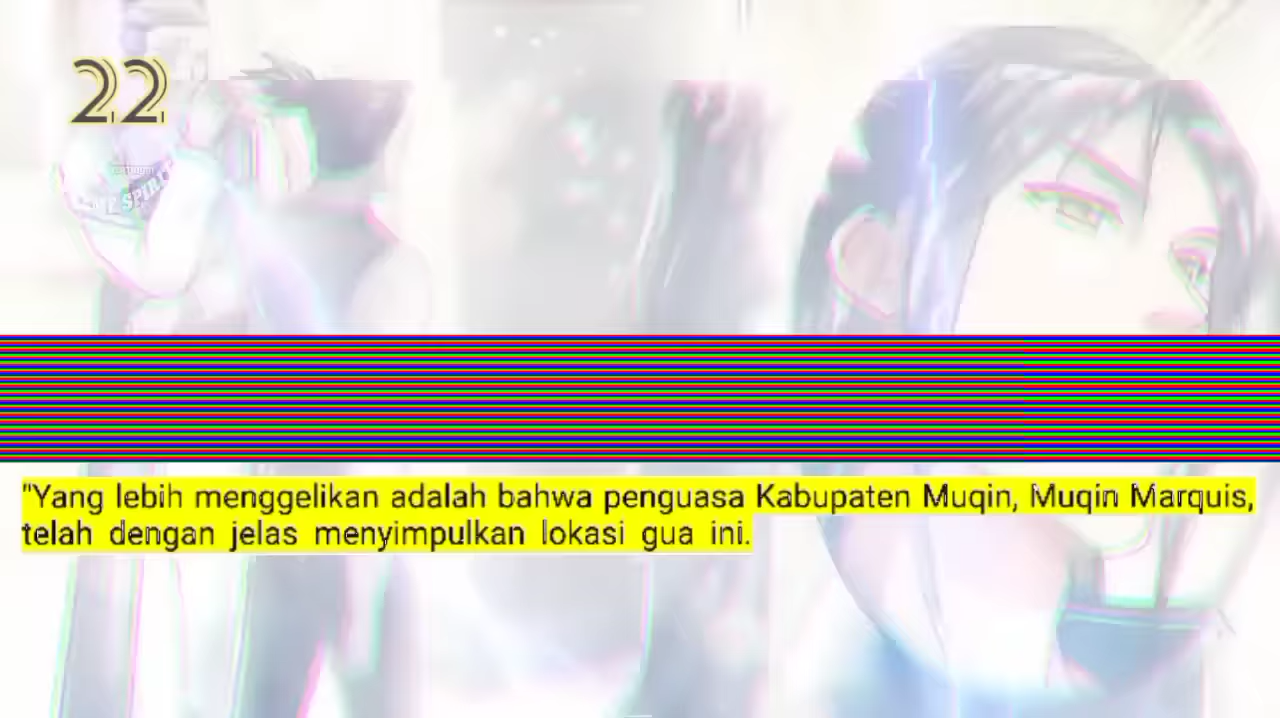 22
"Yang lebih menggelikan adalah bahwa penguasa Kabupaten Muqin, Muqin Marquis,
telah dengan jelas menyimpulkan lokasi gua ini.